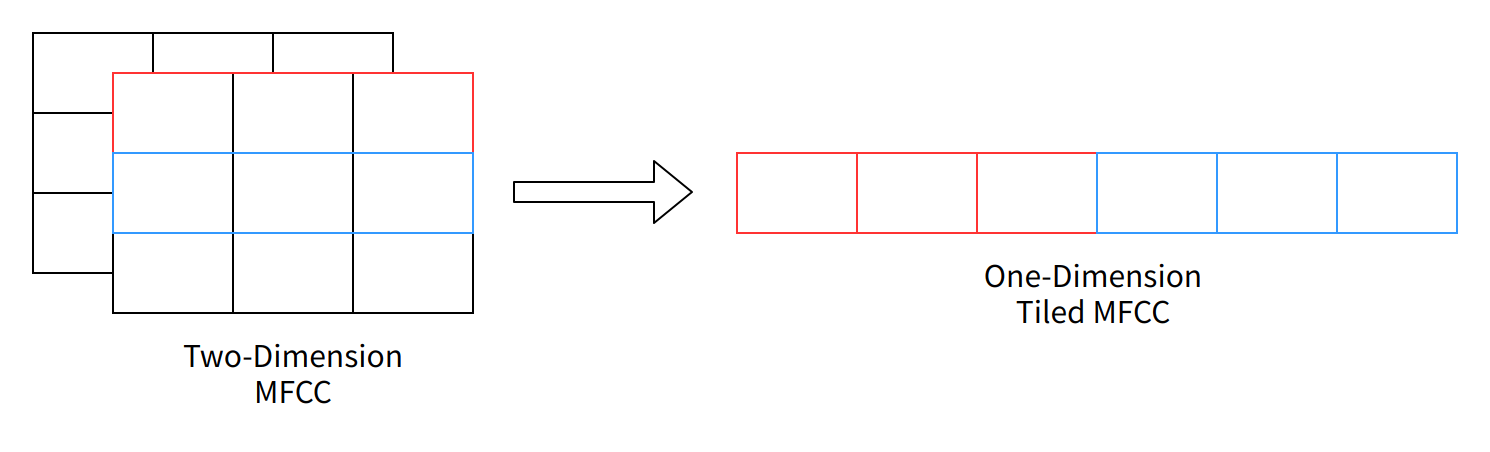 Two-Dimension
MFCC
One-Dimension
Tiled MFCC